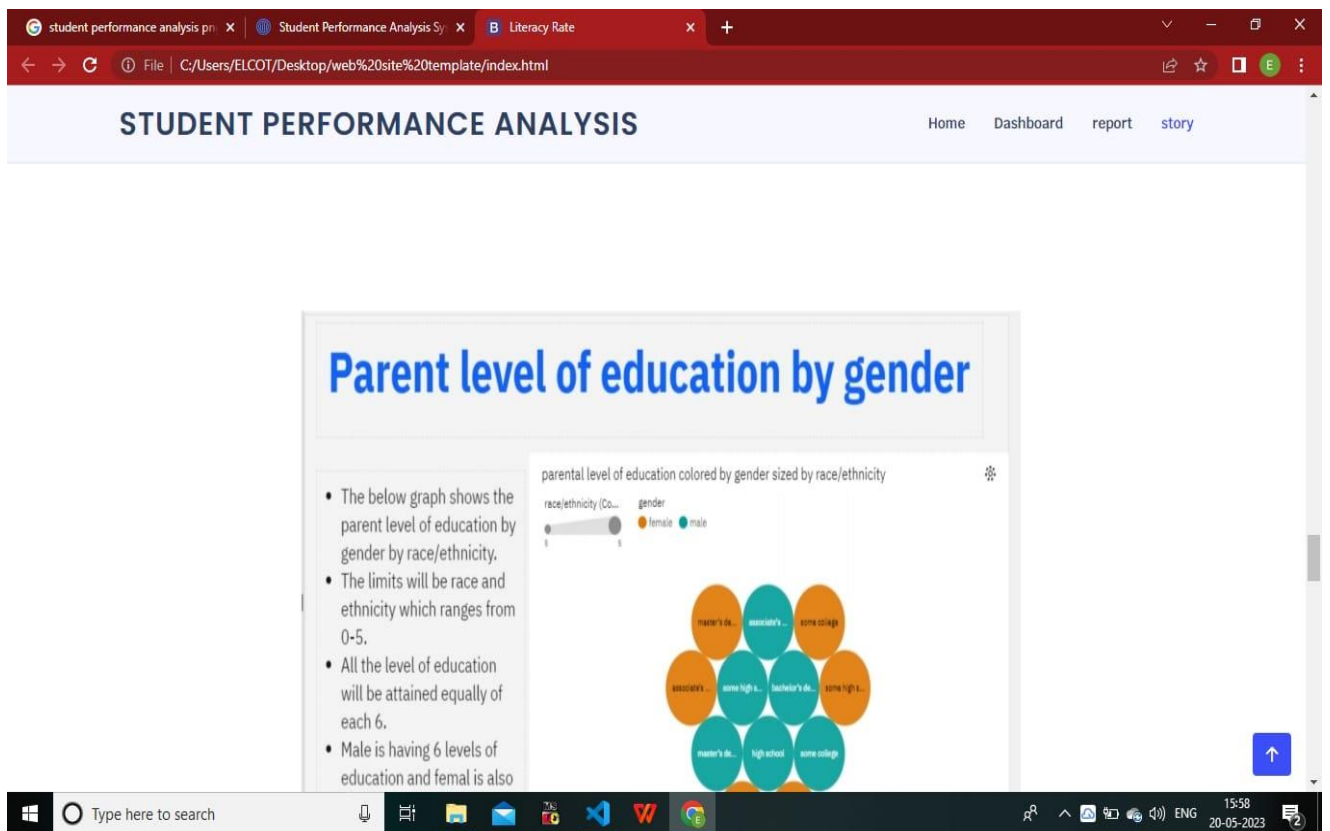 student performance analysis pro
Student Performance Analysis Sy
Literacy Rate
File | C:/Users/ELCOT/Desktop/web%20site%20template/index.html
E
STUDENT PERFORMANCE ANALYSIS
Home Dashboard report story
Parent level of education by gender
• The below graph shows the
parent level of education by
gender by race/ethnicity.
• The limits will be race and
ethnicity which ranges from
0-5.
• All the level of education
will be attained equally of
each 6.
• Male is having 6 levels of
education and femal is also
parental level of education colored by gender sized by race/ethnicity
race/ethnicity (Co...
5 5
gender
female male
master's de... associate's ... some college
associate's ... some high s... bachelor's de... some high s...
master's de... high school some college
Type here to search
ENG
15:58
20-05-2023
2